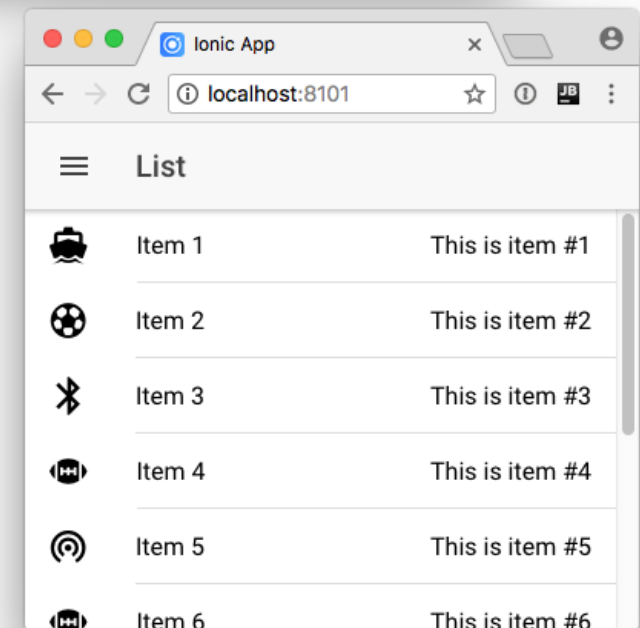 Ionic App
localhost:8101
JB
List
Item 1 This is item #1
Item 2 This is item #2
Item 3 This is item #3
Item 4 This is item #4
Item 5 This is item #5
Item 6 This is item #6